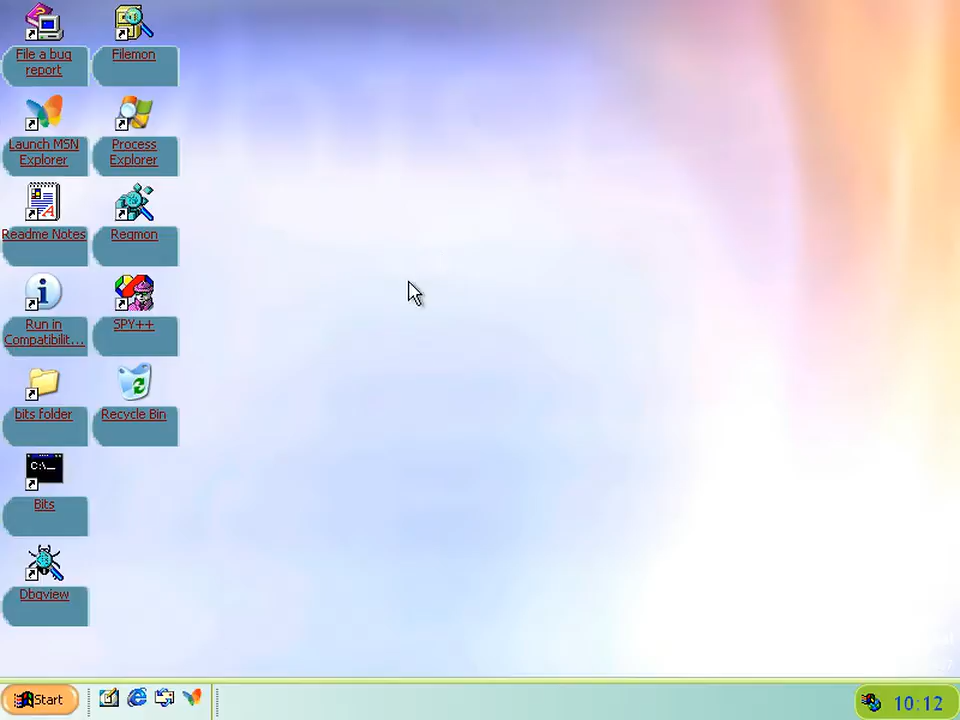 File a bug
report
Filemon
Launch MSN
Explorer
Process
Explorer
Readme Notes
Regmon
Run in
Compatibilit...
SPY++
bits folder
Recycle Bin
C:\...
Bits
Dbgview
Start
10:12